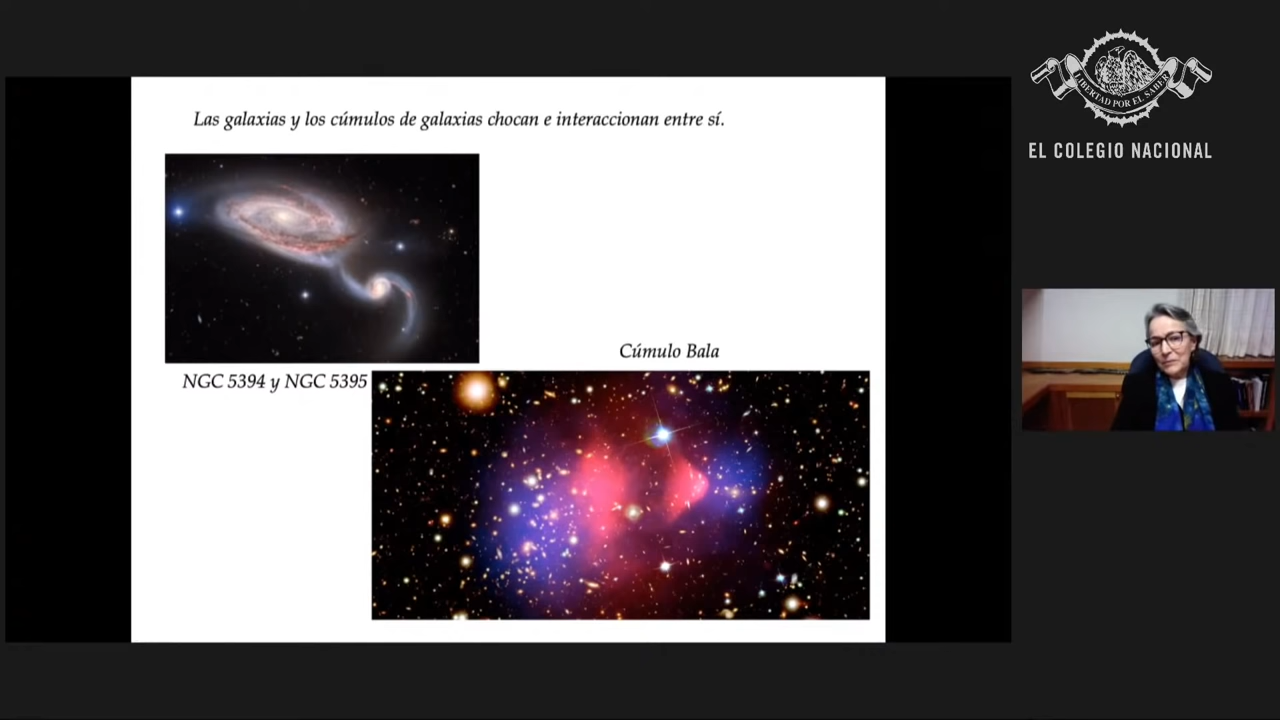 Las galaxias y los cúmulos de galaxias chocan e interaccionan entre sí.
Cúmulo Bala
NGC 5394 y NGC 5395
LIBERTAD POR EL SABER
EL COLEGIO NACIONAL